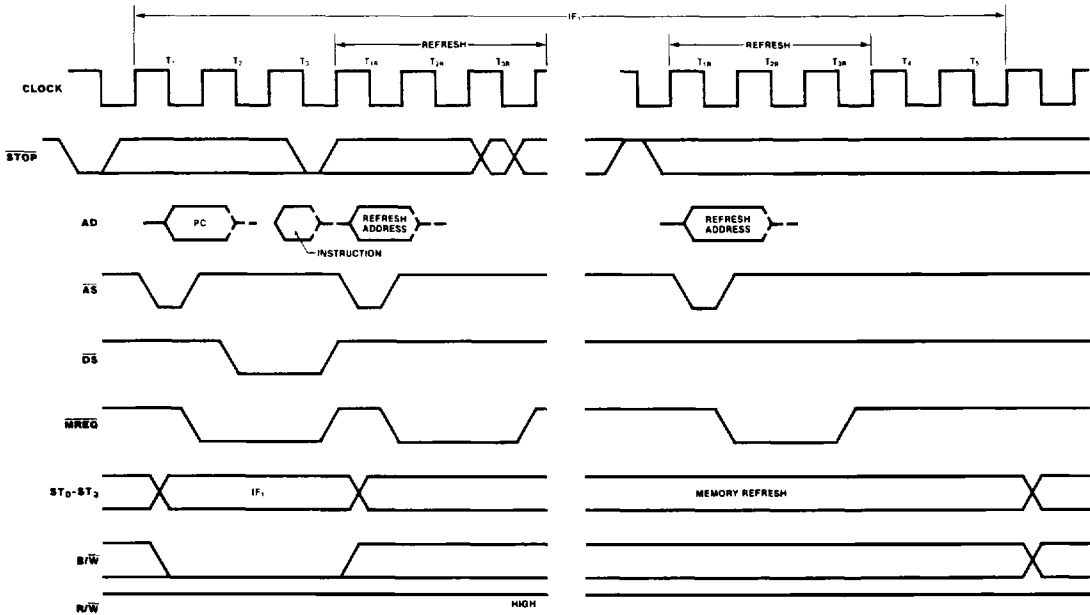 IF₁
REFRESH
REFRESH
T₁ T₂ T₃ T₁R T₂R T₃R T₁R T₂R T₃R T₄ T₅
CLOCK
STOP
AD
PC
REFRESH
ADDRESS
REFRESH
ADDRESS
INSTRUCTION
AS
DS
MREQ
ST₀-ST₃
IF₁
MEMORY REFRESH
B/W
HIGH
R/W